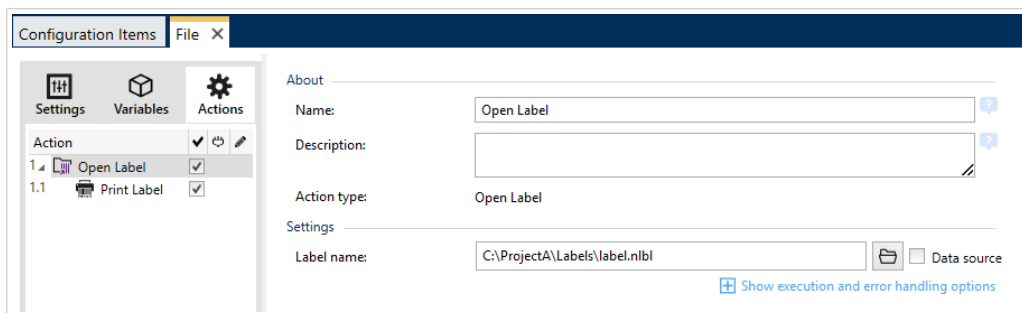 Configuration Items File
Settings Variables Actions
Action
1 Open Label
1.1 Print Label
About
Name: Open Label
?
Description:
?
Action type: Open Label
Settings
Label name: C:\ProjectA\Labels\label.nlbl Data source
Show execution and error handling options